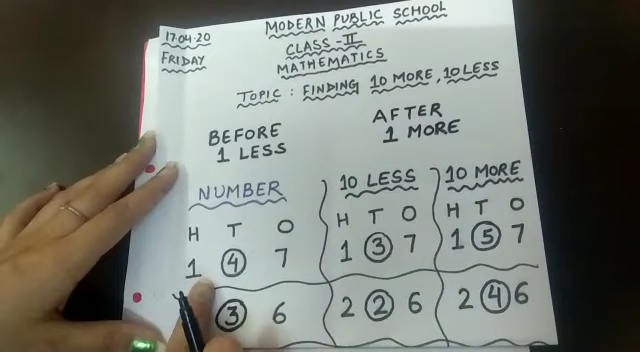 MODERN PUBLIC SCHOOL
17·04·20
CLASS - II
FRIDAY
MATHEMATICS
TOPIC : FINDING 10 MORE, 10 LESS
BEFORE AFTER
1 LESS 1 MORE
NUMBER 10 LESS 10 MORE
H T O H T O H T O
1 4 7 1 3 7 1 5 7
3 6 2 2 6 2 4 6